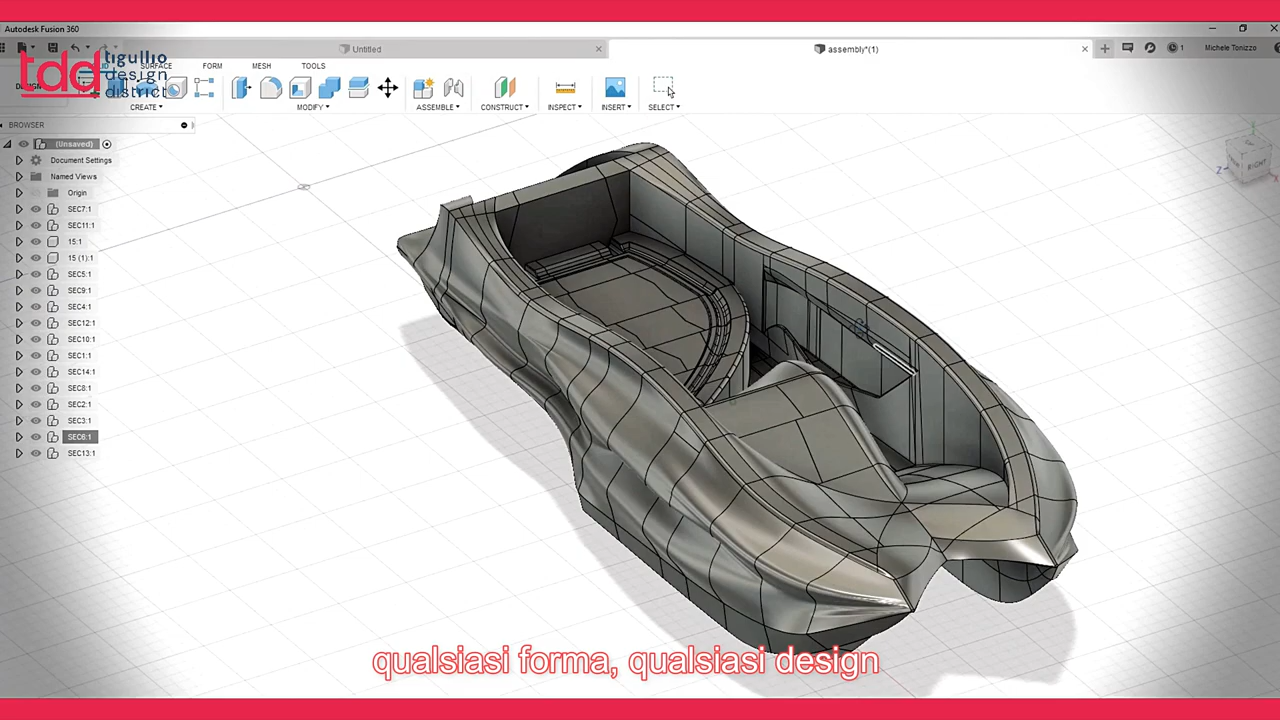 Autodesk Fusion 360
Untitled
assembly*(1)
1
Michele Tonizzo
tdd tigullio
design
district
SURFACE
FORM
MESH
TOOLS
CREATE
MODIFY
ASSEMBLE
CONSTRUCT
INSPECT
INSERT
SELECT
BROWSER
(Unsaved)
Document Settings
Named Views
Origin
SEC7:1
SEC11:1
15:1
15 (1):1
SEC5:1
SEC9:1
SEC4:1
SEC12:1
SEC10:1
SEC1:1
SEC14:1
SEC8:1
SEC2:1
SEC3:1
SEC6:1
SEC13:1
RIGHT
Z
qualsiasi forma, qualsiasi design